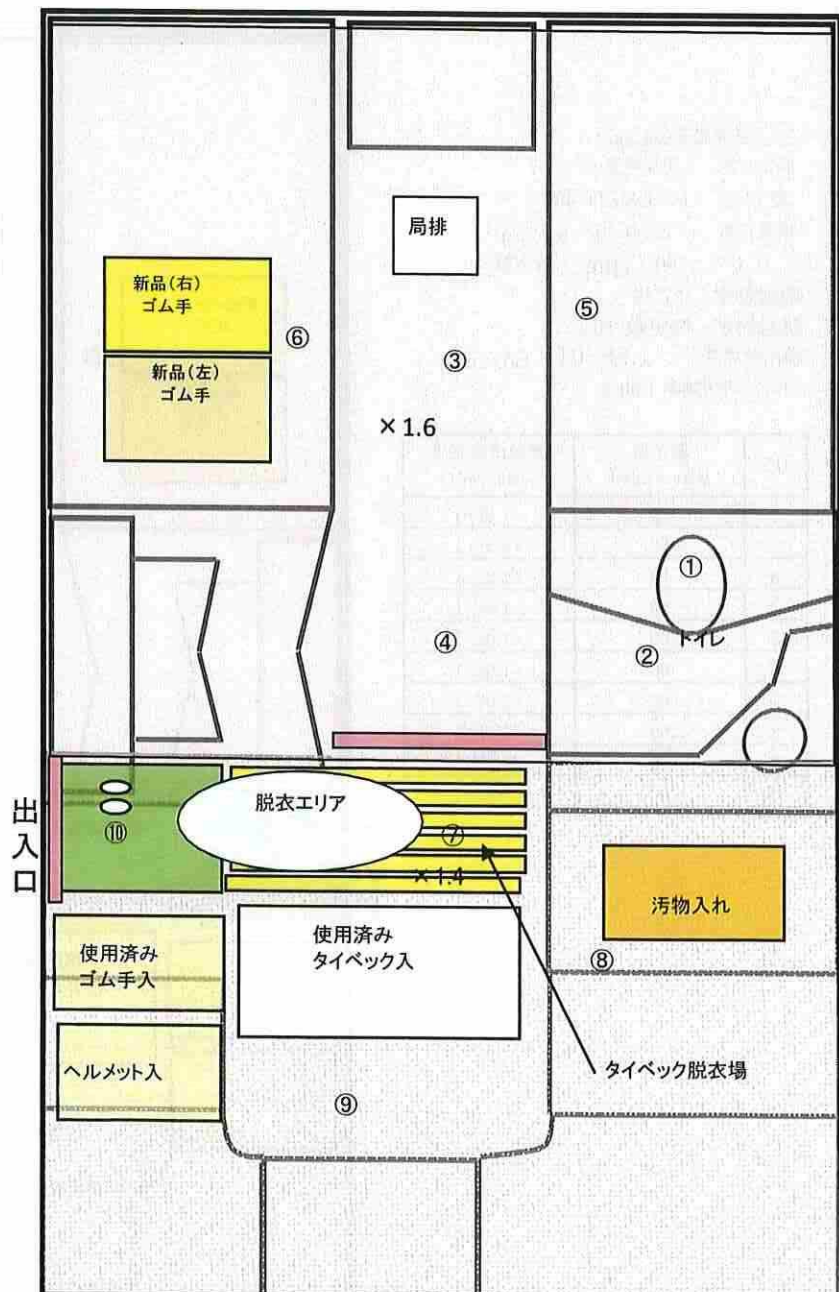 局排
新品(右)
ゴム手
⑥
⑤
③
新品(左)
ゴム手
×1.6
①
トイレ
④
②
脱衣エリア
出入口
⑩
⑦
×1.4
汚物入れ
使用済み
タイベック入
使用済み
ゴム手入
⑧
ヘルメット入
タイベック脱衣場
⑨